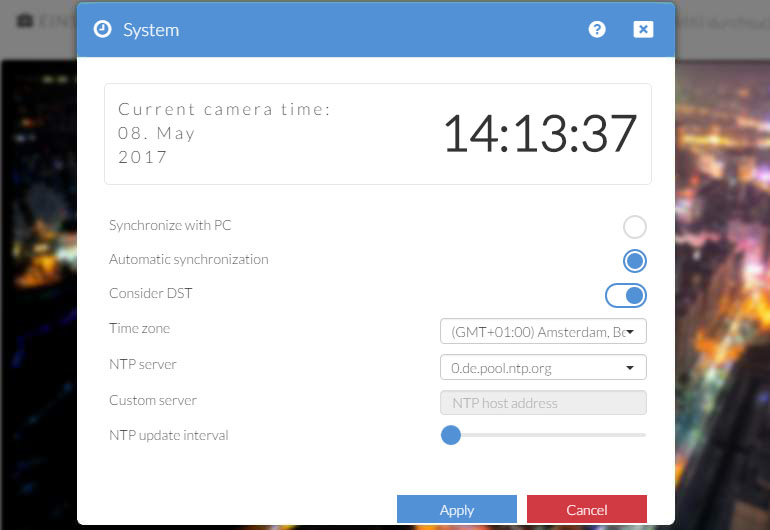 System
Current camera time:
08. May
2017
14:13:37
Synchronize with PC
Automatic synchronization
Consider DST
Time zone
(GMT+01:00) Amsterdam,
NTP server
0.de.pool.ntp.org
Custom server
NTP host address
NTP update interval
Apply
Cancel